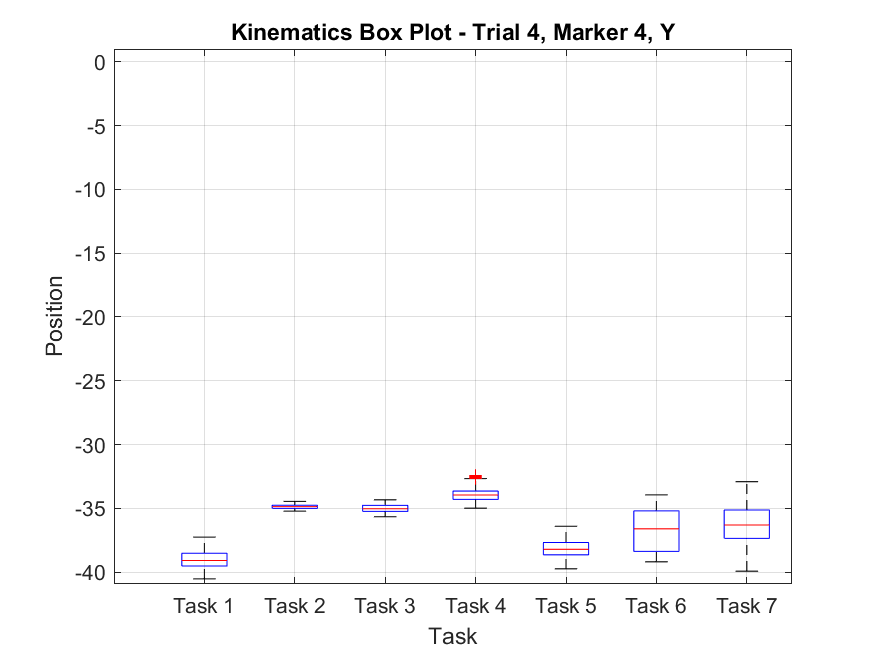 Kinematics Box Plot - Trial 4, Marker 4, Y
0
-5
-10
-15
-20
-25
-30
-35
-40
Position
Task 1 Task 2 Task 3 Task 4 Task 5 Task 6 Task 7
Task